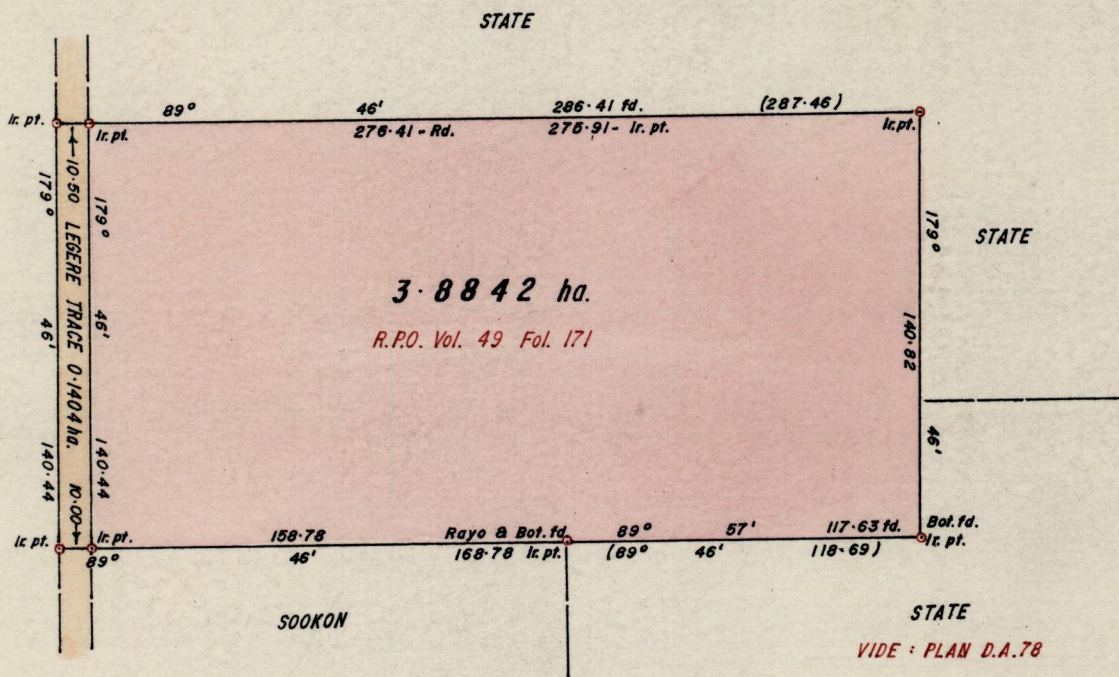 STATE
89° 46' 286·41 fd. (287·46)
276·41 - Rd. 275·91 - Ir. pt.
Ir. pt.
Ir. pt.
Ir. pt.
179° 46' 140·44
10·50 LEGERE TRACE 0·1404 ha. 10·00
179° 46' 140·44
179° 140·82 46'
STATE
3·8842 ha.
R.P.O. Vol. 49 Fol. 171
158·78 Rayo & Bot. fd. 89° 57' 117·63 fd. Bot. fd.
Ir. pt. Ir. pt. 89° 46' 168·78 Ir. pt. (89° 46' 118·69) Ir. pt.
SOOKON
STATE
VIDE : PLAN D.A.78